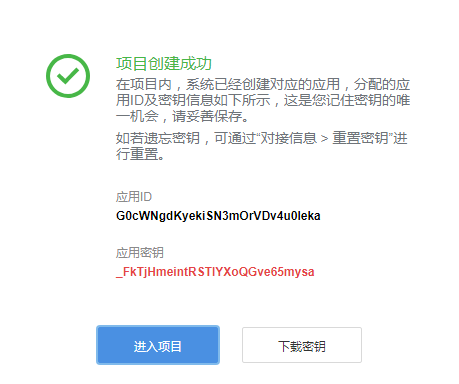 项目创建成功
在项目内，系统已经创建对应的应用，分配的应
用ID及密钥信息如下所示，这是您记住密钥的唯
一机会，请妥善保存。
如若遗忘密钥，可通过“对接信息 > 重置密钥”进
行重置。
应用ID
G0cWNgdKyekiSN3mOrVDv4u0Ieka
应用密钥
_FkTjHmeintRSTlYXoQGve65mysa
进入项目
下载密钥